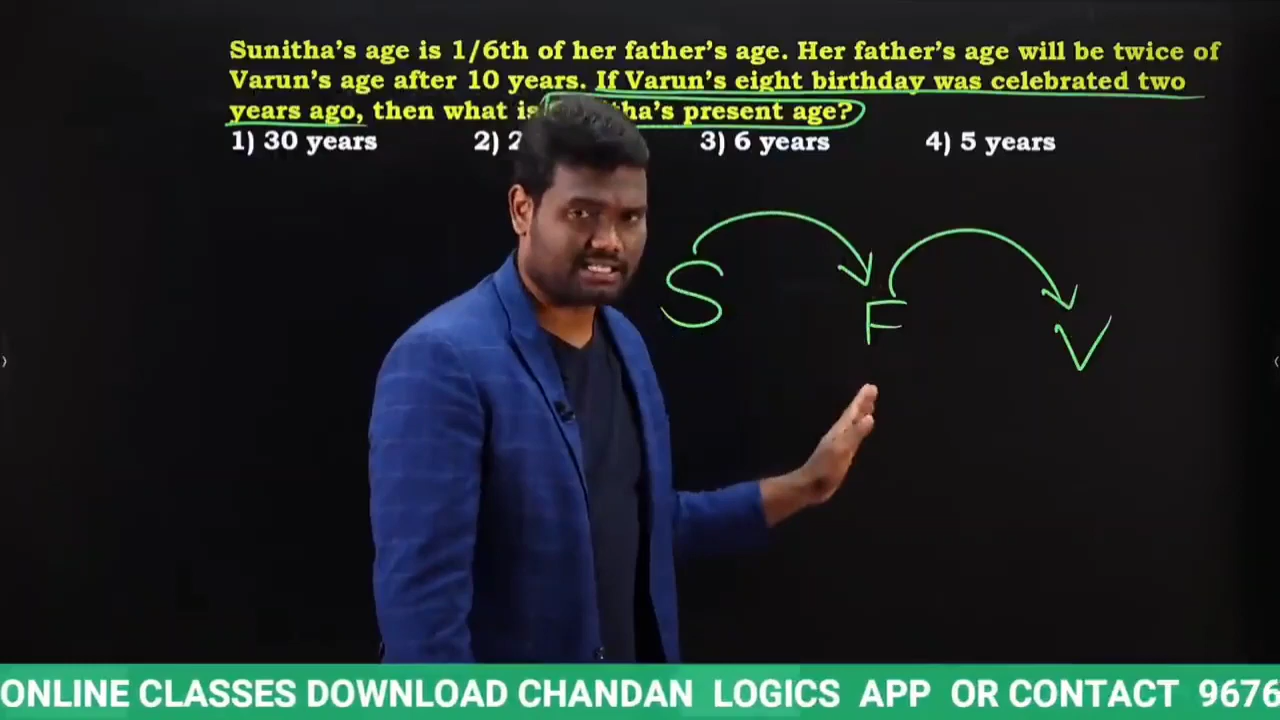 Sunitha's age is 1/6th of her father's age. Her father's age will be twice of
Varun's age after 10 years. If Varun's eight birthday was celebrated two
years ago, then what is present age?
1) 30 years 2) 3) 6 years 4) 5 years
S F V
ONLINE CLASSES DOWNLOAD CHANDAN LOGICS APP OR CONTACT 9676